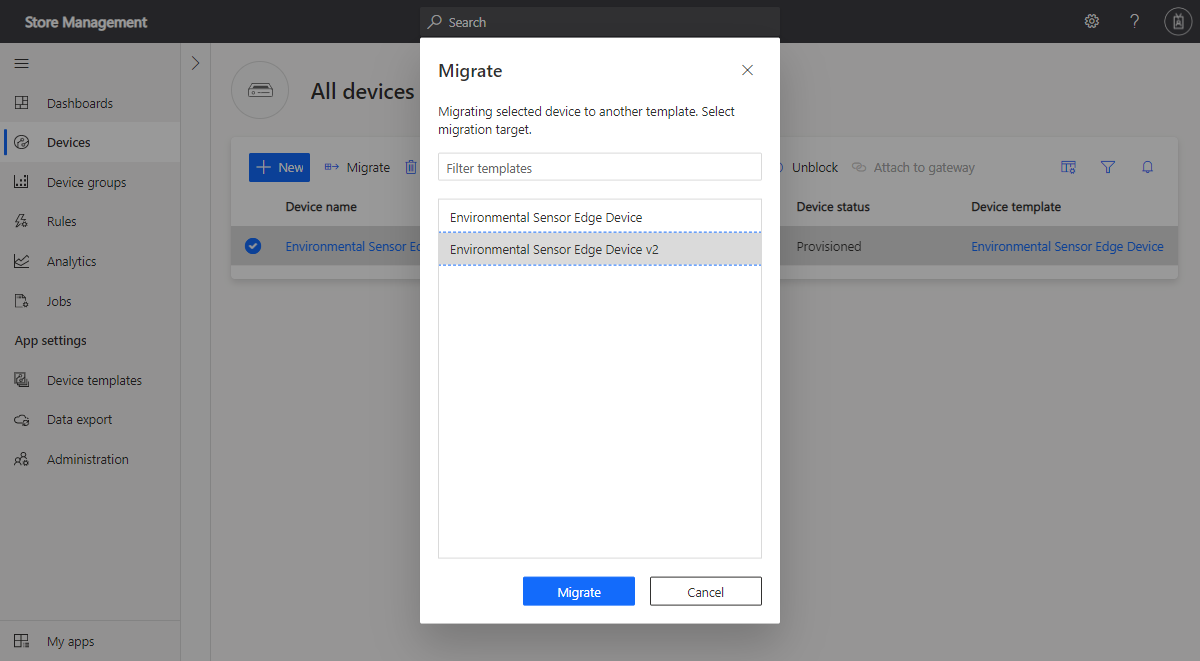 Store Management
Search
?
Dashboards
Devices
Device groups
Rules
Analytics
Jobs
App settings
Device templates
Data export
Administration
My apps
All devices
New
Migrate
Unblock
Attach to gateway
Device name
Device status
Device template
Environmental Sensor Ed
Provisioned
Environmental Sensor Edge Device
Migrate
Migrating selected device to another template. Select
migration target.
Filter templates
Environmental Sensor Edge Device
Environmental Sensor Edge Device v2
Migrate
Cancel